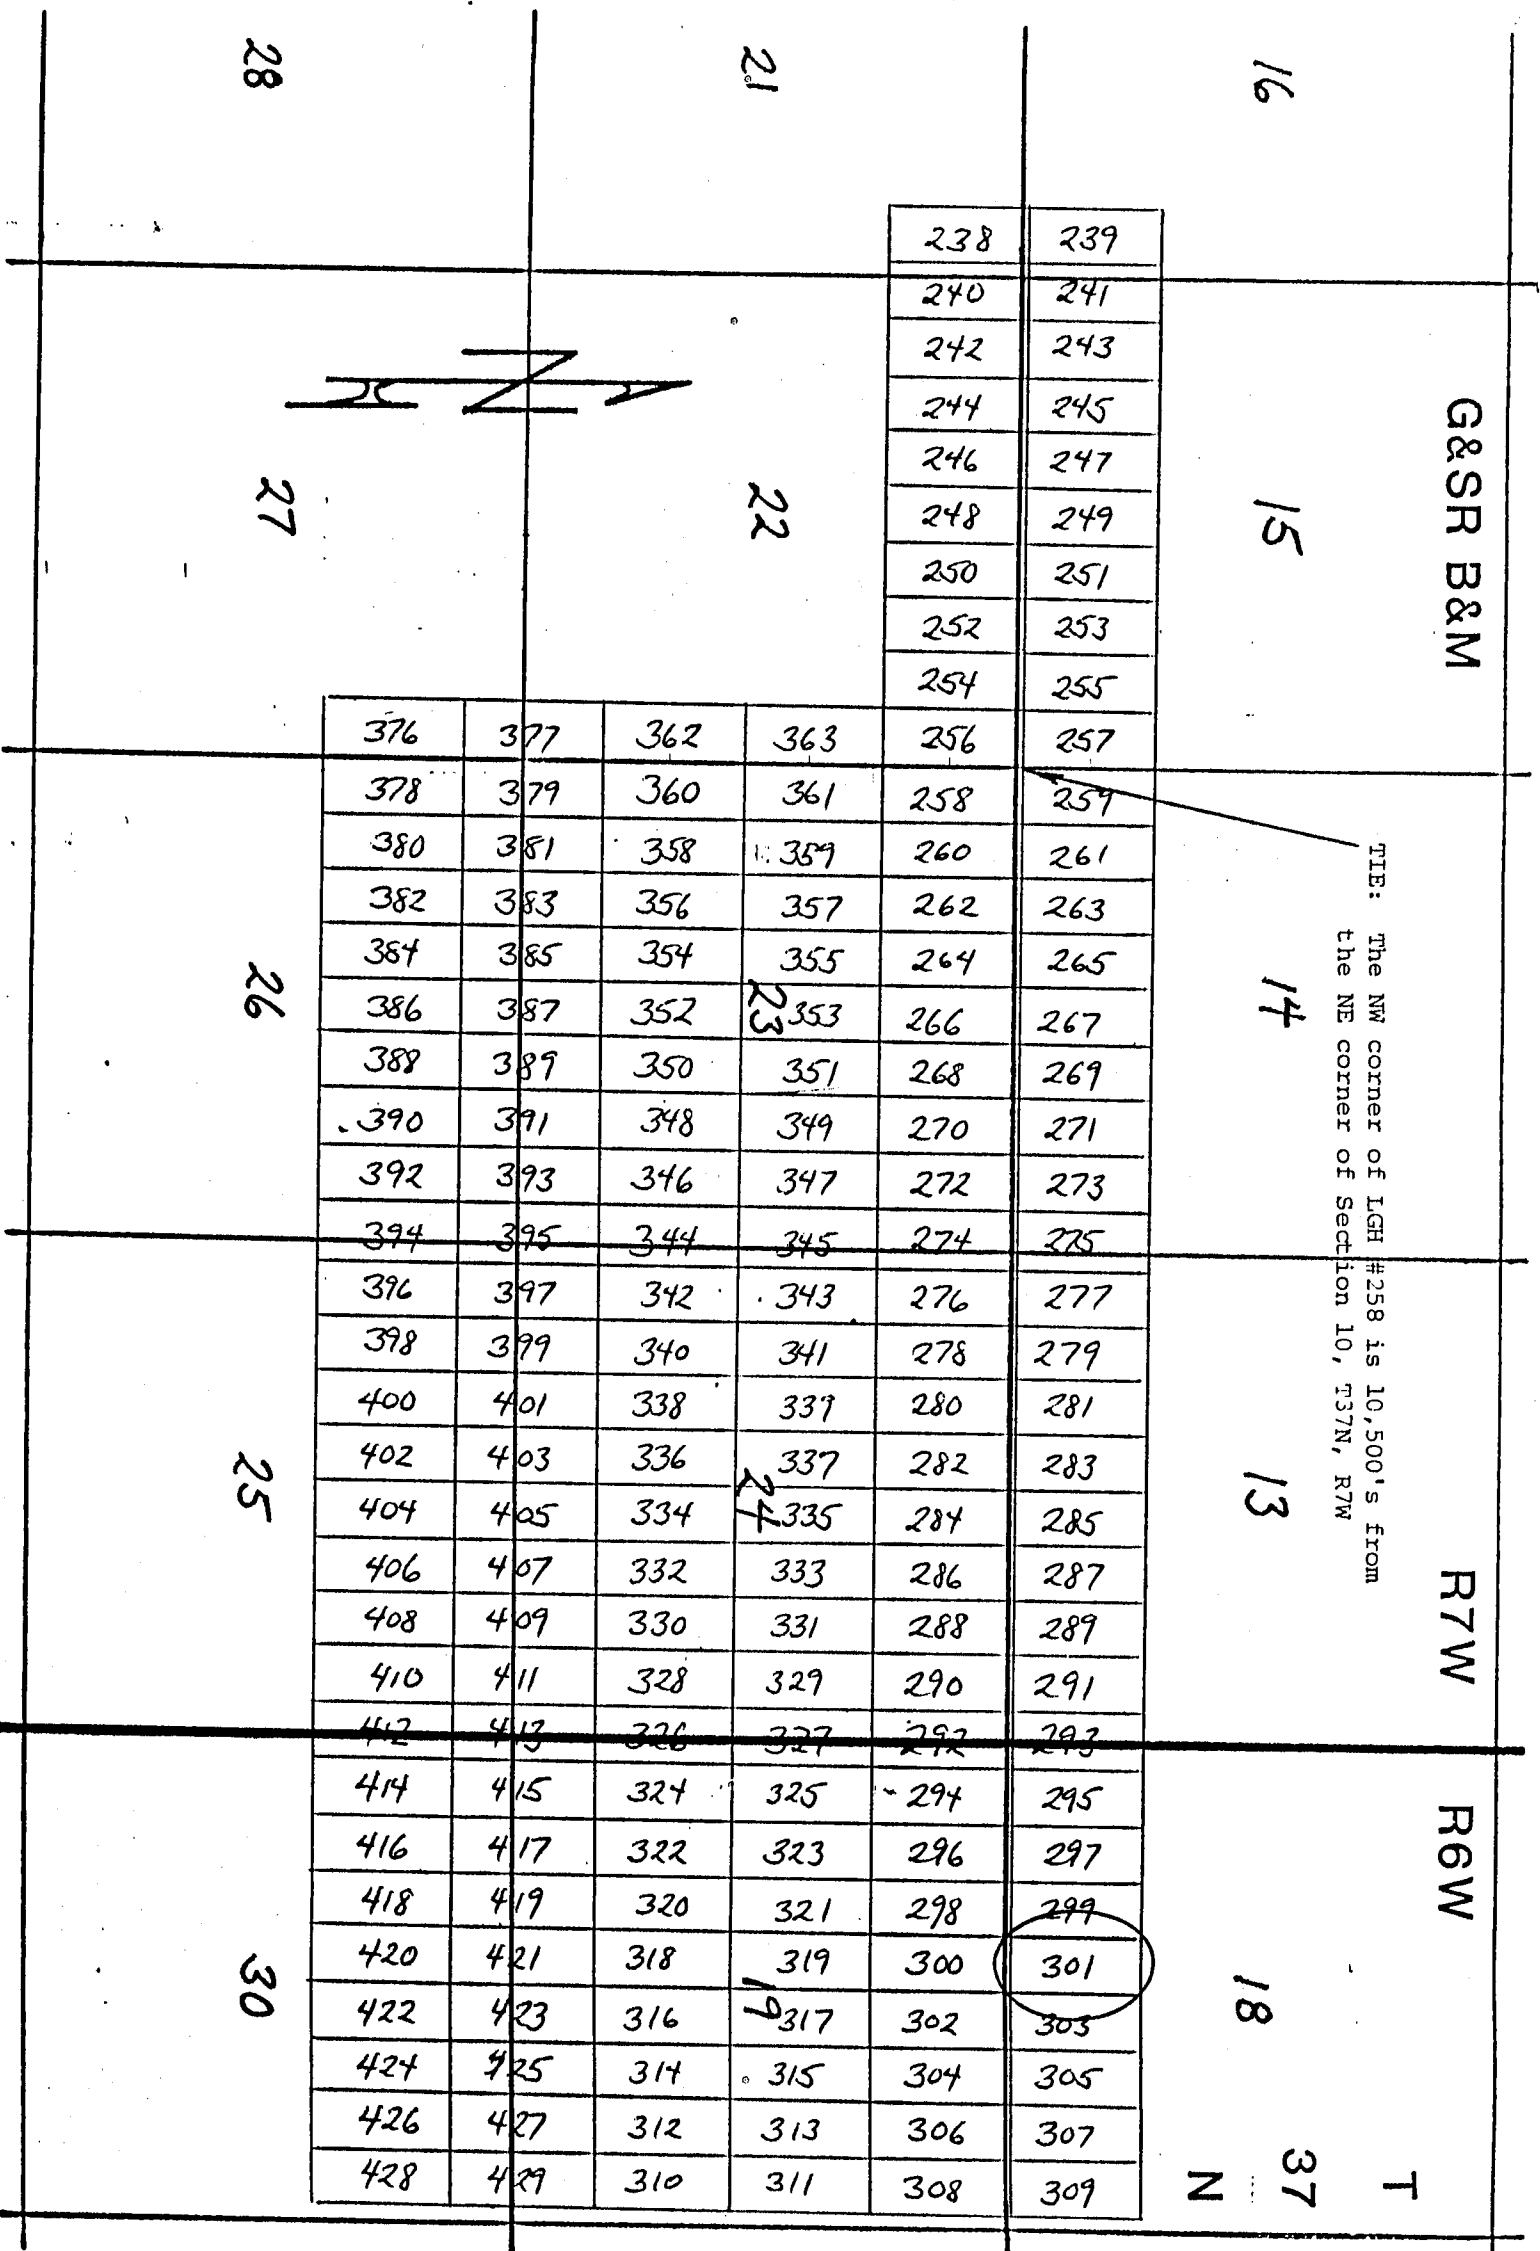 G&SR B&M
R7W
R6W
T
37
N
16
15
14
13
18
TIE: The NW corner of LGH #258 is 10,500's from
the NE corner of Section 10, T37N, R7W
21
22
23
24
19
28
27
26
25
30
N
238 239
240 241
242 243
244 245
246 247
248 249
250 251
252 253
254 255
376 377 362 363 256 257
378 379 360 361 258 259
380 381 358 359 260 261
382 383 356 357 262 263
384 385 354 355 264 265
386 387 352 353 266 267
388 389 350 351 268 269
390 391 348 349 270 271
392 393 346 347 272 273
394 395 344 345 274 275
396 397 342 343 276 277
398 399 340 341 278 279
400 401 338 339 280 281
402 403 336 337 282 283
404 405 334 335 284 285
406 407 332 333 286 287
408 409 330 331 288 289
410 411 328 329 290 291
412 413 326 327 292 293
414 415 324 325 294 295
416 417 322 323 296 297
418 419 320 321 298 299
420 421 318 319 300 301
422 423 316 317 302 303
424 425 314 315 304 305
426 427 312 313 306 307
428 429 310 311 308 309